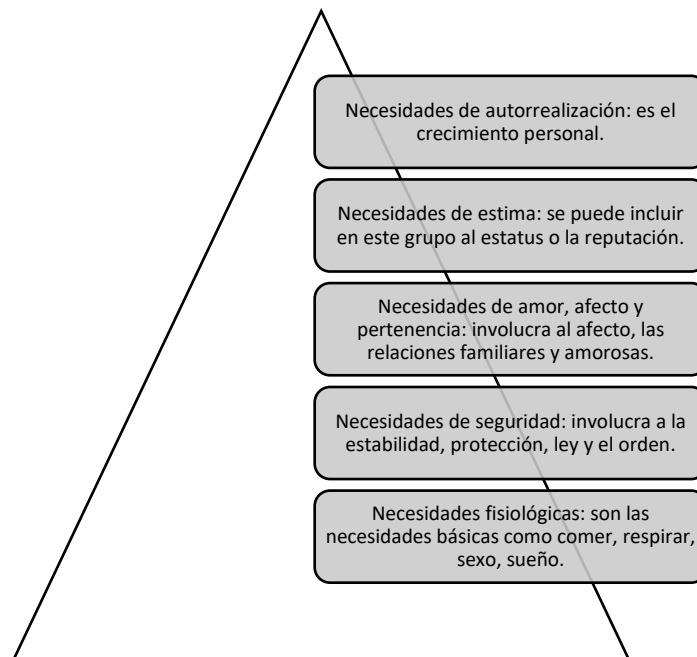 Necesidades de autorrealización: es el
crecimiento personal.
Necesidades de estima: se puede incluir
en este grupo al estatus o la reputación.
Necesidades de amor, afecto y
pertenencia: involucra al afecto, las
relaciones familiares y amorosas.
Necesidades de seguridad: involucra a la
estabilidad, protección, ley y el orden.
Necesidades fisiológicas: son las
necesidades básicas como comer, respirar,
sexo, sueño.